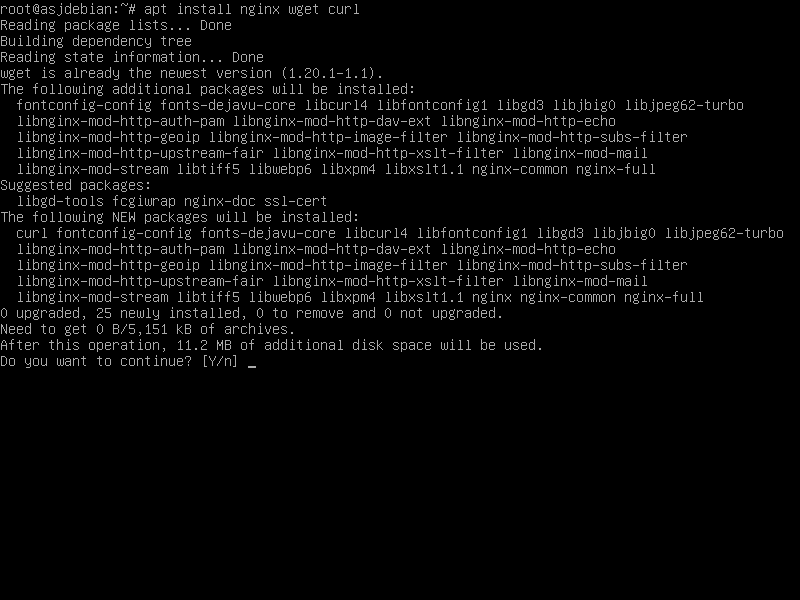 root@asjdebian:~# apt install nginx wget curl
Reading package lists... Done
Building dependency tree
Reading state information... Done
wget is already the newest version (1.20.1-1.1).
The following additional packages will be installed:
  fontconfig-config fonts-dejavu-core libcurl4 libfontconfig1 libgd3 libjbig0 libjpeg62-turbo
  libnginx-mod-http-auth-pam libnginx-mod-http-dav-ext libnginx-mod-http-echo
  libnginx-mod-http-geoip libnginx-mod-http-image-filter libnginx-mod-http-subs-filter
  libnginx-mod-http-upstream-fair libnginx-mod-http-xslt-filter libnginx-mod-mail
  libnginx-mod-stream libtiff5 libwebp6 libxpm4 libxslt1.1 nginx-common nginx-full
Suggested packages:
  libgd-tools fcgiwrap nginx-doc ssl-cert
The following NEW packages will be installed:
  curl fontconfig-config fonts-dejavu-core libcurl4 libfontconfig1 libgd3 libjbig0 libjpeg62-turbo
  libnginx-mod-http-auth-pam libnginx-mod-http-dav-ext libnginx-mod-http-echo
  libnginx-mod-http-geoip libnginx-mod-http-image-filter libnginx-mod-http-subs-filter
  libnginx-mod-http-upstream-fair libnginx-mod-http-xslt-filter libnginx-mod-mail
  libnginx-mod-stream libtiff5 libwebp6 libxpm4 libxslt1.1 nginx nginx-common nginx-full
0 upgraded, 25 newly installed, 0 to remove and 0 not upgraded.
Need to get 0 B/5,151 kB of archives.
After this operation, 11.2 MB of additional disk space will be used.
Do you want to continue? [Y/n] _